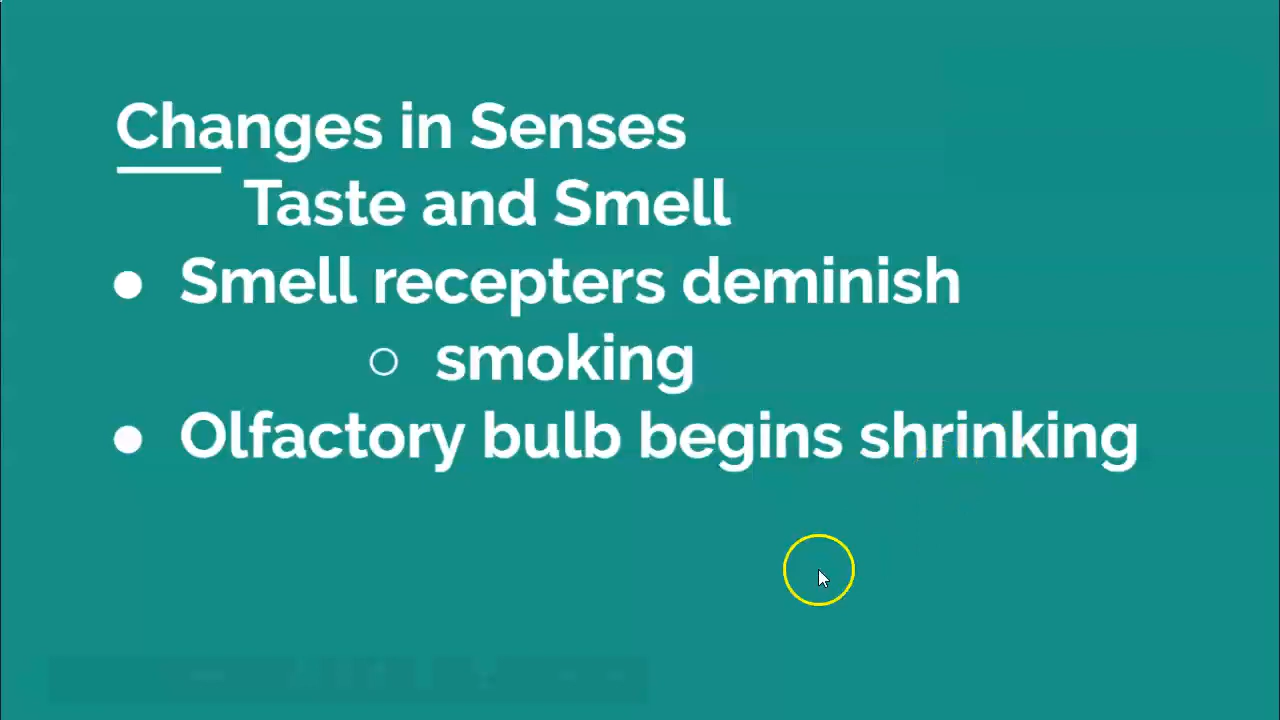 Changes in Senses
Taste and Smell
● Smell recepters deminish
○ smoking
● Olfactory bulb begins shrinking